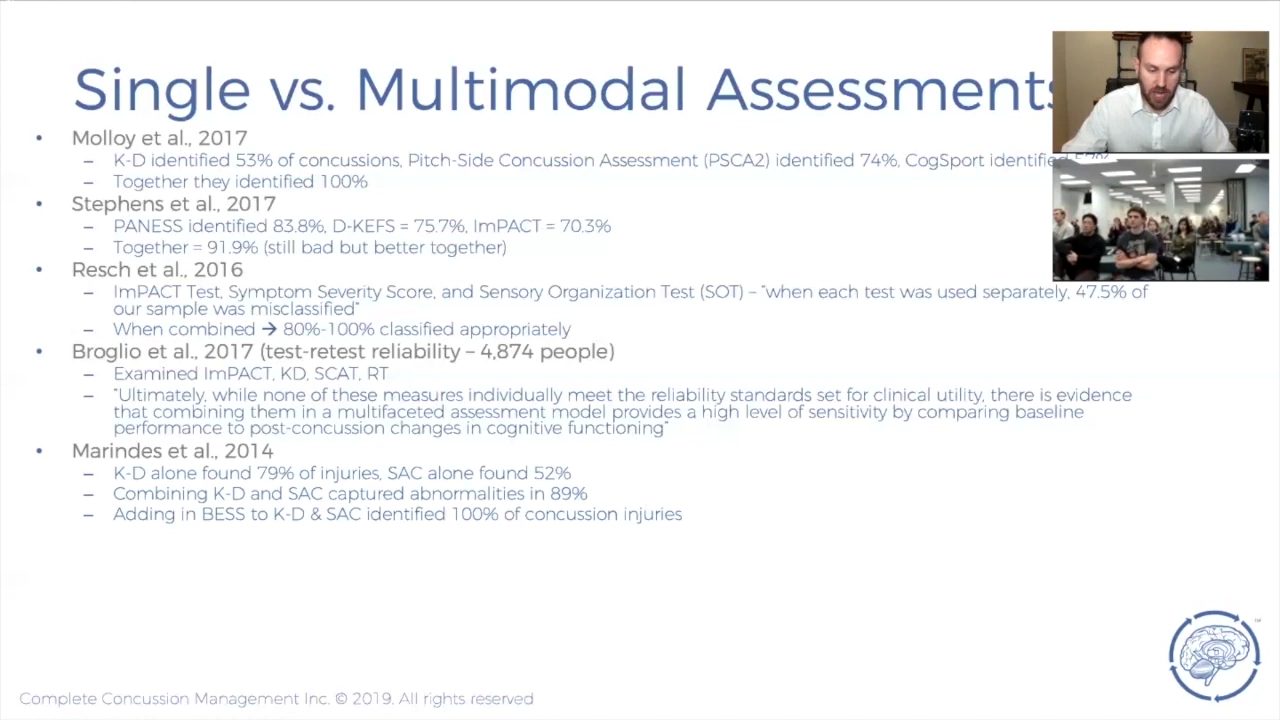 Single vs. Multimodal Assessments
• Molloy et al., 2017
– K-D identified 53% of concussions, Pitch-Side Concussion Assessment (PSCA2) identified 74%, CogSport identified
– Together they identified 100%
• Stephens et al., 2017
– PANESS identified 83.8%, D-KEFS = 75.7%, ImPACT = 70.3%
– Together = 91.9% (still bad but better together)
• Resch et al., 2016
– ImPACT Test, Symptom Severity Score, and Sensory Organization Test (SOT) – "when each test was used separately, 47.5% of
our sample was misclassified"
– When combined → 80%-100% classified appropriately
• Broglio et al., 2017 (test-retest reliability – 4,874 people)
– Examined ImPACT, KD, SCAT, RT
– "Ultimately, while none of these measures individually meet the reliability standards set for clinical utility, there is evidence
that combining them in a multifaceted assessment model provides a high level of sensitivity by comparing baseline
performance to post-concussion changes in cognitive functioning"
• Marindes et al., 2014
– K-D alone found 79% of injuries, SAC alone found 52%
– Combining K-D and SAC captured abnormalities in 89%
– Adding in BESS to K-D & SAC identified 100% of concussion injuries
Complete Concussion Management Inc. © 2019. All rights reserved